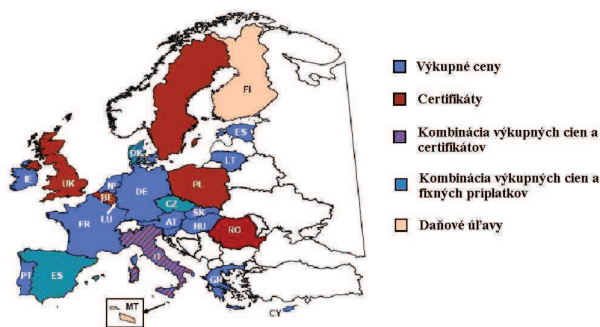 FI
ES
DK
LT
IE
UK
NL
DE
PL
BE
CZ
LU
SK
FR
AT
HU
RO
IT
PT
ES
GR
MT
CY
Výkupné ceny
Certifikáty
Kombinácia výkupných cien a
certifikátov
Kombinácia výkupných cien a
fixných príplatkov
Daňové úľavy